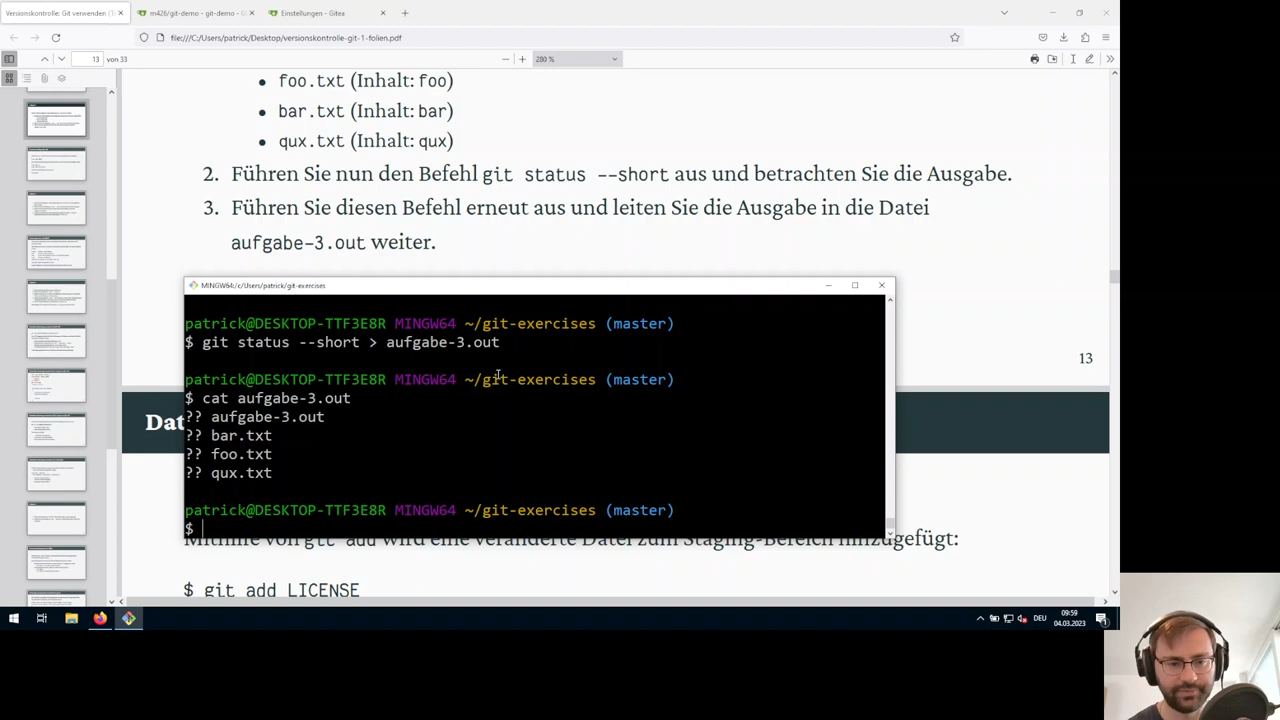 Versionskontrolle: Git verwenden (T
m426/git-demo - git-demo - G
Einstellungen - Gitea
file:///C:/Users/patrick/Desktop/versionskontrolle-git-1-folien.pdf
13 von 33
280 %
foo.txt (Inhalt: foo)
bar.txt (Inhalt: bar)
qux.txt (Inhalt: qux)
2. Führen Sie nun den Befehl git status --short aus und betrachten Sie die Ausgabe.
3. Führen Sie diesen Befehl erneut aus und leiten Sie die Ausgabe in die Datei
aufgabe-3.out weiter.
MINGW64:/c/Users/patrick/git-exercises
patrick@DESKTOP-TTF3E8R MINGW64 ~/git-exercises (master)
$ git status --short > aufgabe-3.out
patrick@DESKTOP-TTF3E8R MINGW64 ~/git-exercises (master)
$ cat aufgabe-3.out
?? aufgabe-3.out
?? bar.txt
?? foo.txt
?? qux.txt
patrick@DESKTOP-TTF3E8R MINGW64 ~/git-exercises (master)
$
13
Dat
Mithilfe von git add wird eine veränderte Datei zum Staging-Bereich hinzugefügt:
$ git add LICENSE
DEU
09:59
04.03.2023